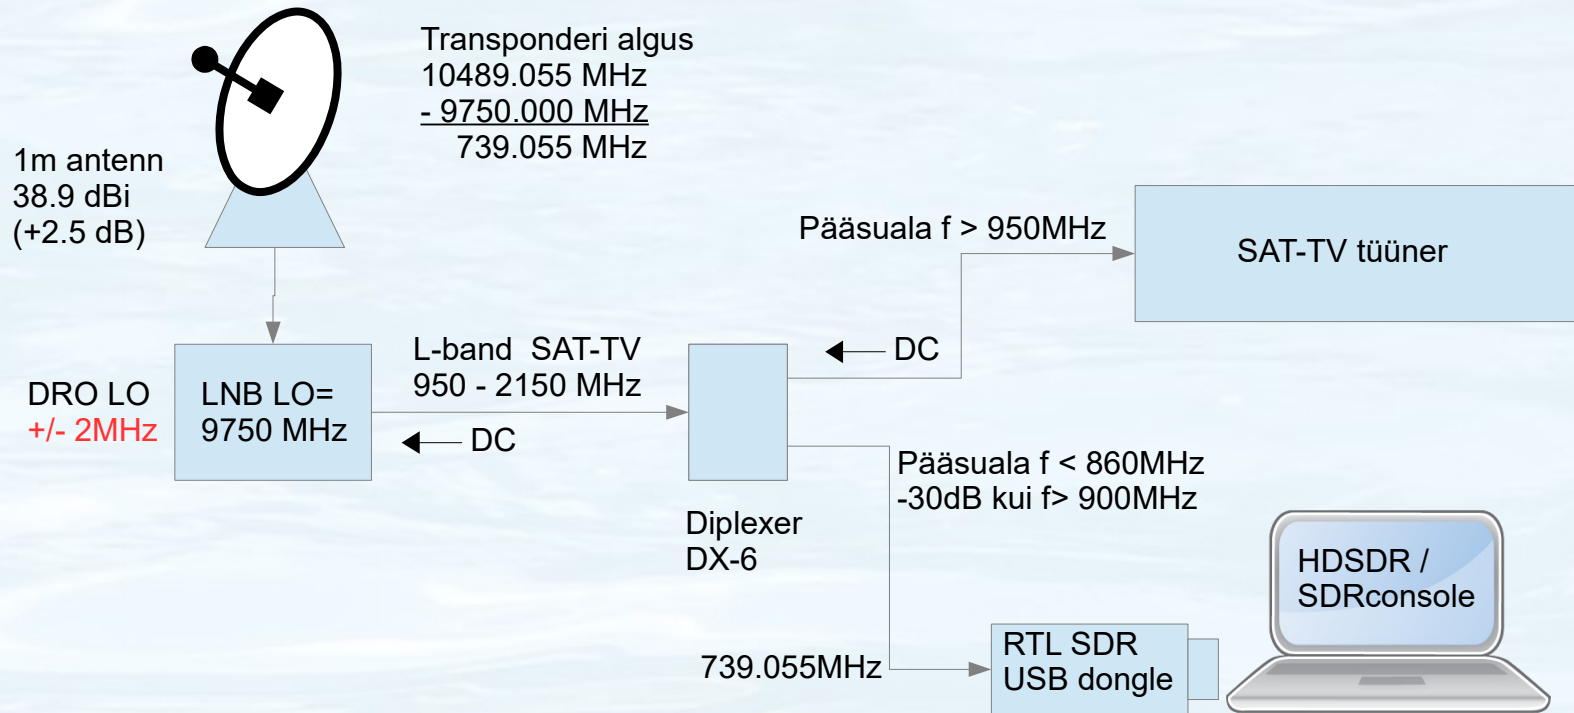 Transponderi algus
10489.055 MHz
- 9750.000 MHz
739.055 MHz
1m antenn
38.9 dBi
(+2.5 dB)
Pääsuala f > 950MHz
SAT-TV tüüner
DRO LO
+/- 2MHz
LNB LO=
9750 MHz
L-band SAT-TV
950 - 2150 MHz
DC
DC
Pääsuala f < 860MHz
-30dB kui f> 900MHz
Diplexer
DX-6
HDSDR /
SDRconsole
739.055MHz
RTL SDR
USB dongle